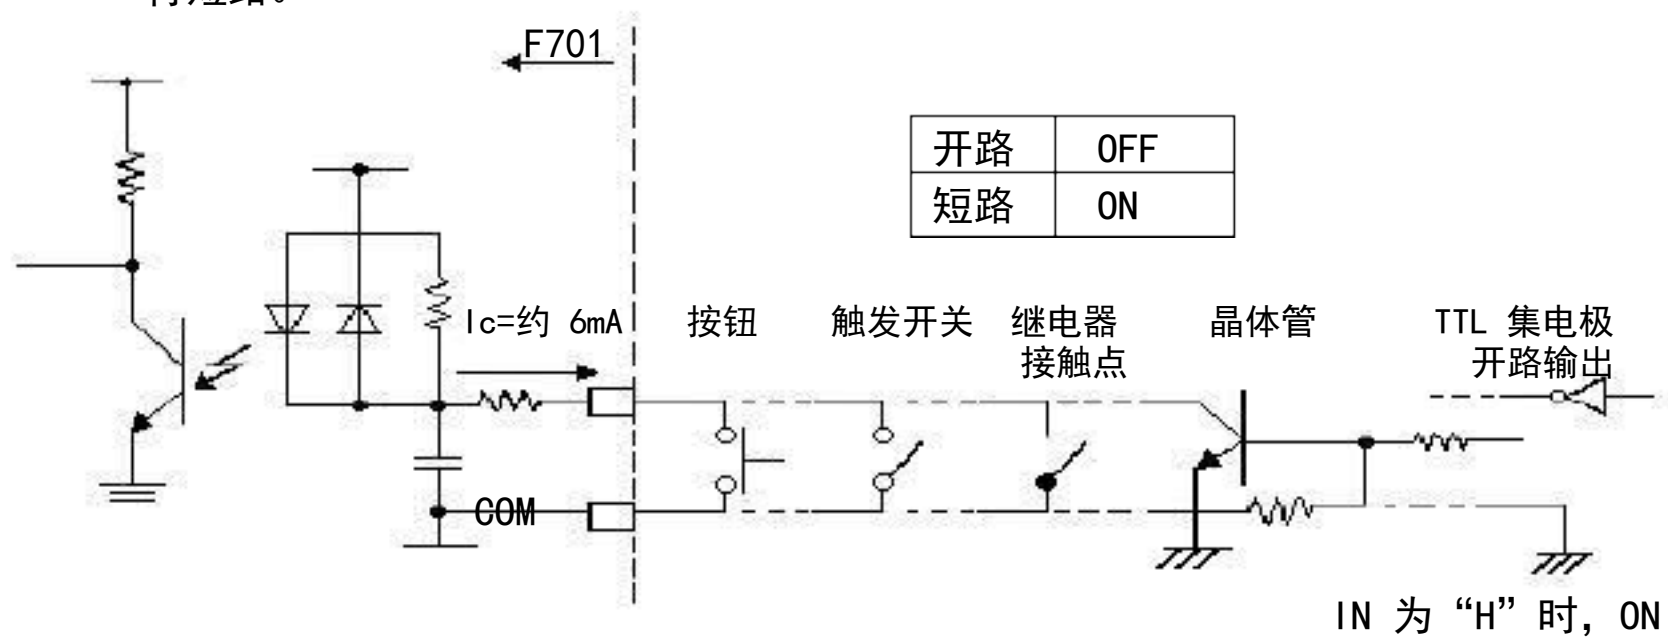 F701
开路 OFF
短路 ON
Ic=约 6mA
按钮
触发开关
继电器
接触点
晶体管
TTL 集电极
开路输出
COM
IN 为“H”时，ON